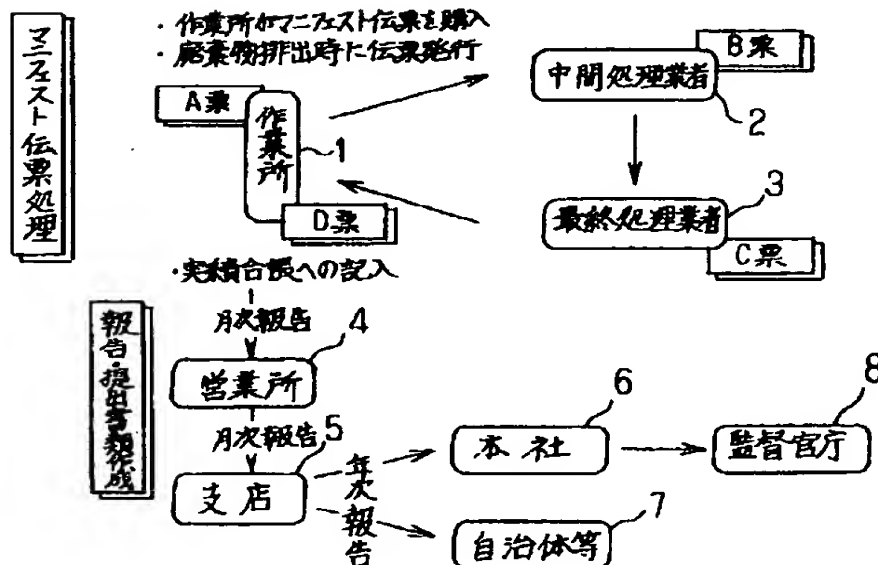 マニフェスト伝票処理
・作業所がマニフェスト伝票を購入
・廃棄物排出時に伝票発行
A票
作業所
1
D票
B票
中間処理業者
2
3
最終処理業者
C票
・実績台帳への記入
報告・提出書類作成
月次報告
4
営業所
月次報告
5
支店
年次報告
6
本社
8
監督官庁
7
自治体等